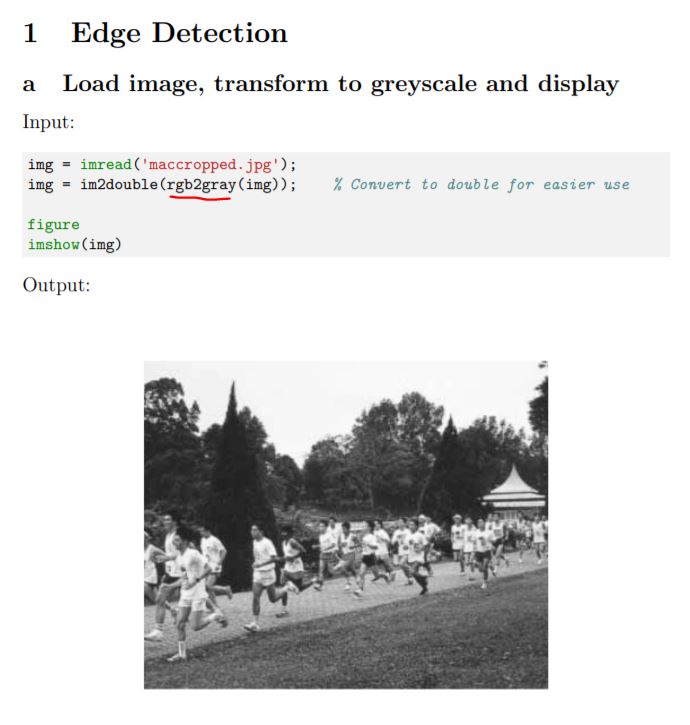 1 Edge Detection
a Load image, transform to greyscale and display
Input:
img = imread('maccropped.jpg');
img = im2double(rgb2gray(img)); % Convert to double for easier use
figure
imshow(img)
Output: